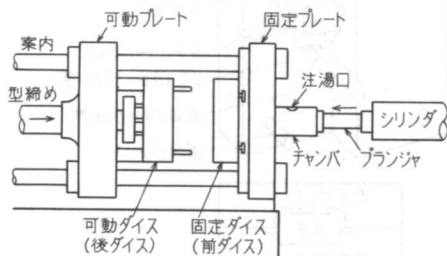 可動プレート
固定プレート
案内
注湯口
型締め
シリンダ
チャンバ
プランジャ
可動ダイス
(後ダイス)
固定ダイス
(前ダイス)